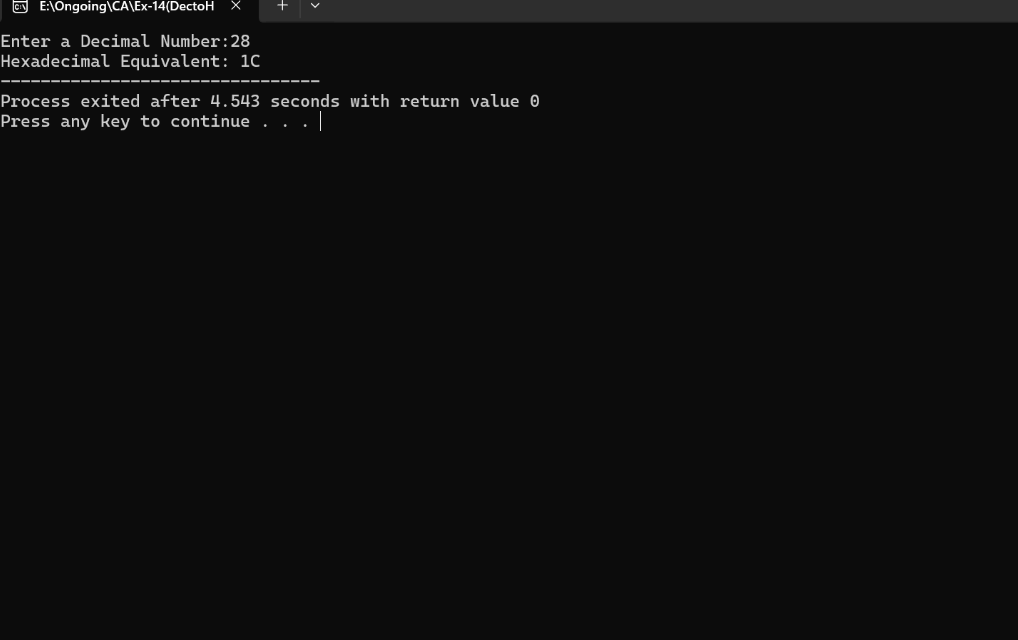 E:\Ongoing\CA\Ex-14(DectoH
Enter a Decimal Number:28
Hexadecimal Equivalent: 1C
--------------------------------
Process exited after 4.543 seconds with return value 0
Press any key to continue . . .